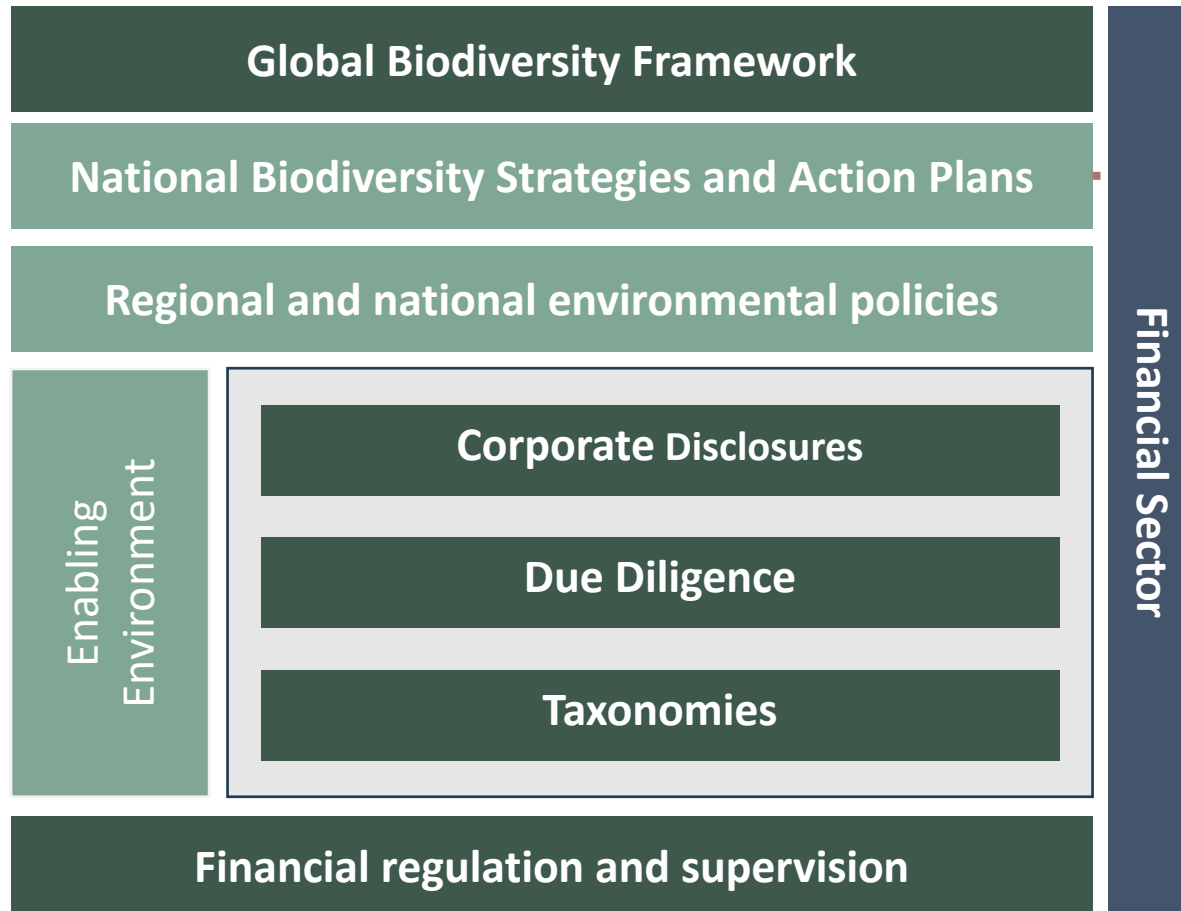 Global Biodiversity Framework
National Biodiversity Strategies and Action Plans
Regional and national environmental policies
Enabling
Environment
Corporate Disclosures
Due Diligence
Taxonomies
Financial regulation and supervision
Financial Sector